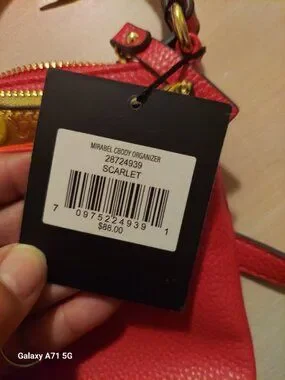 MIRABEL CBODY ORGANIZER
28724939
SCARLET
7 0975224939 1
$88.00
Galaxy A71 5G